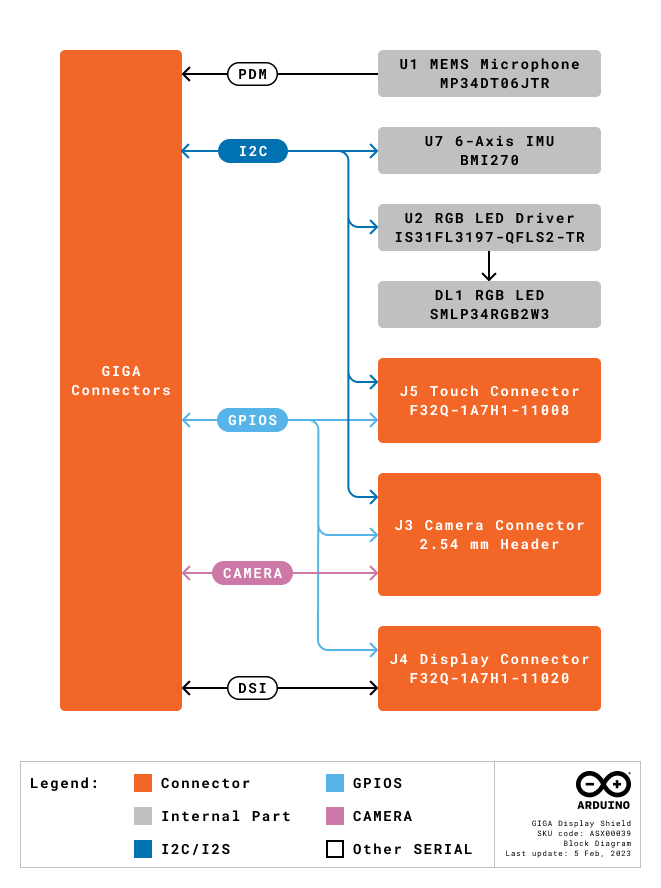 PDM
U1 MEMS Microphone
MP34DT06JTR
I2C
U7 6-Axis IMU
BMI270
U2 RGB LED Driver
IS31FL3197-QFLS2-TR
DL1 RGB LED
SMLP34RGB2W3
GIGA
Connectors
J5 Touch Connector
F32Q-1A7H1-11008
GPIOS
J3 Camera Connector
2.54 mm Header
CAMERA
J4 Display Connector
F32Q-1A7H1-11020
DSI
Legend:
Connector
GPIOS
Internal Part
CAMERA
I2C/I2S
Other SERIAL
ARDUINO
GIGA Display Shield
SKU code: ASX00039
Block Diagram
Last update: 5 Feb, 2023